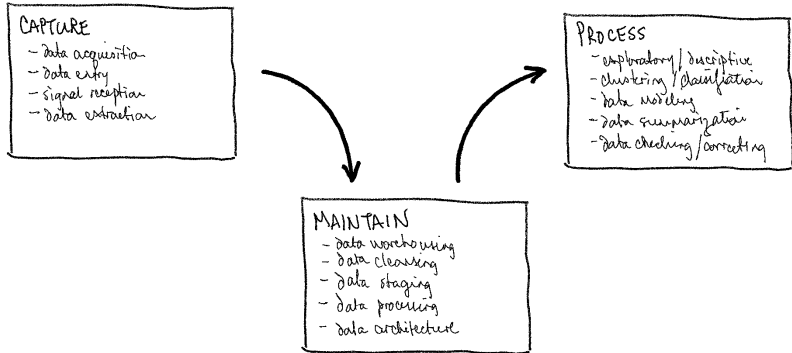 CAPTURE
- data acquisition
- data entry
- signal reception
- data extraction
PROCESS
- exploratory / descriptive
- clustering / classification
- data modeling
- data summarization
- data checking / correcting
MAINTAIN
- data warehousing
- data cleansing
- data staging
- data processing
- data architecture